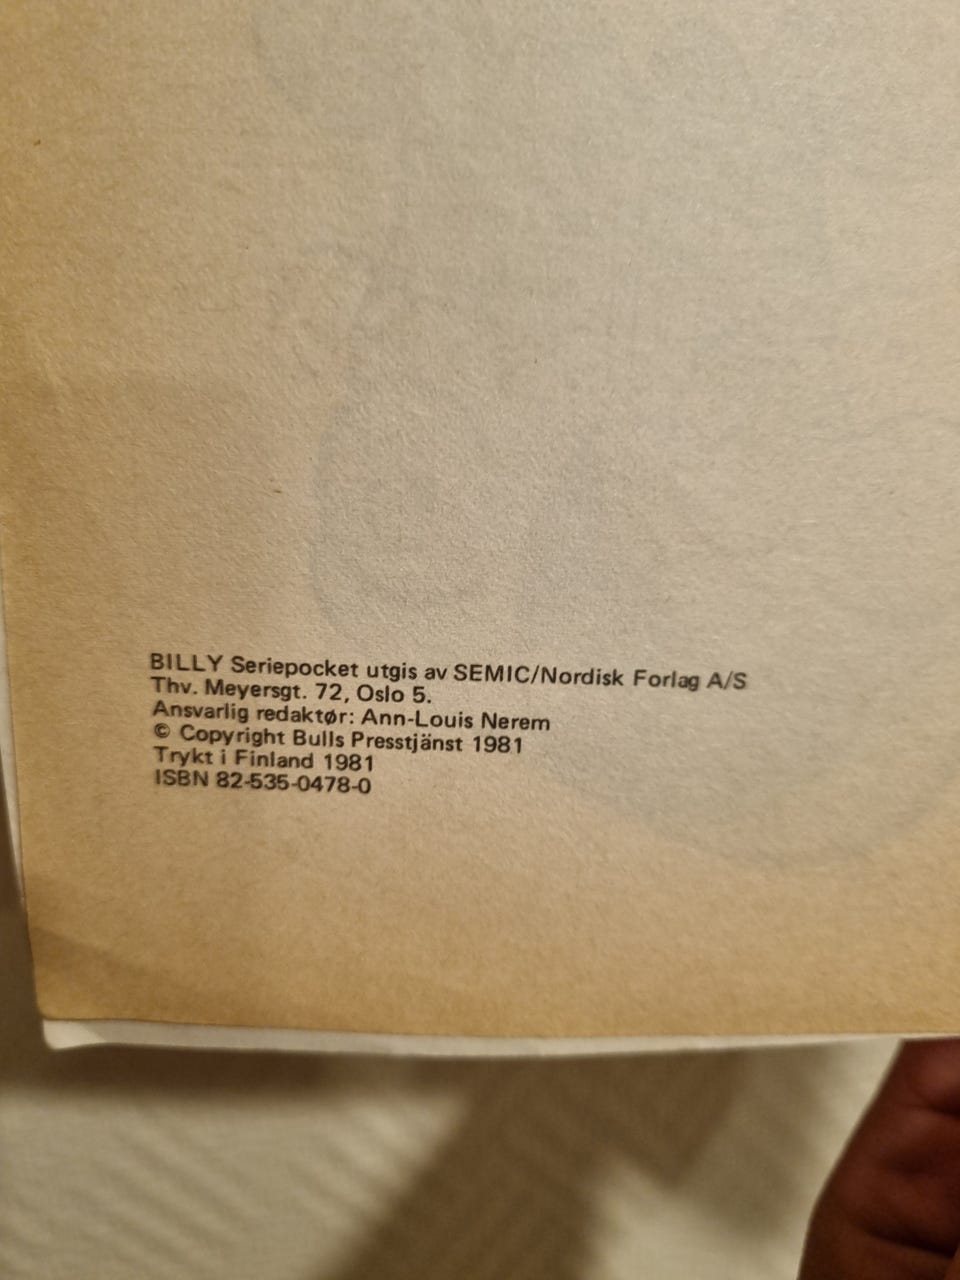 BILLY Seriepocket utgis av SEMIC/Nordisk Forlag A/S
Thv. Meyersgt. 72, Oslo 5.
Ansvarlig redaktør: Ann-Louis Nerem
© Copyright Bulls Presstjänst 1981
Trykt i Finland 1981
ISBN 82-535-0478-0